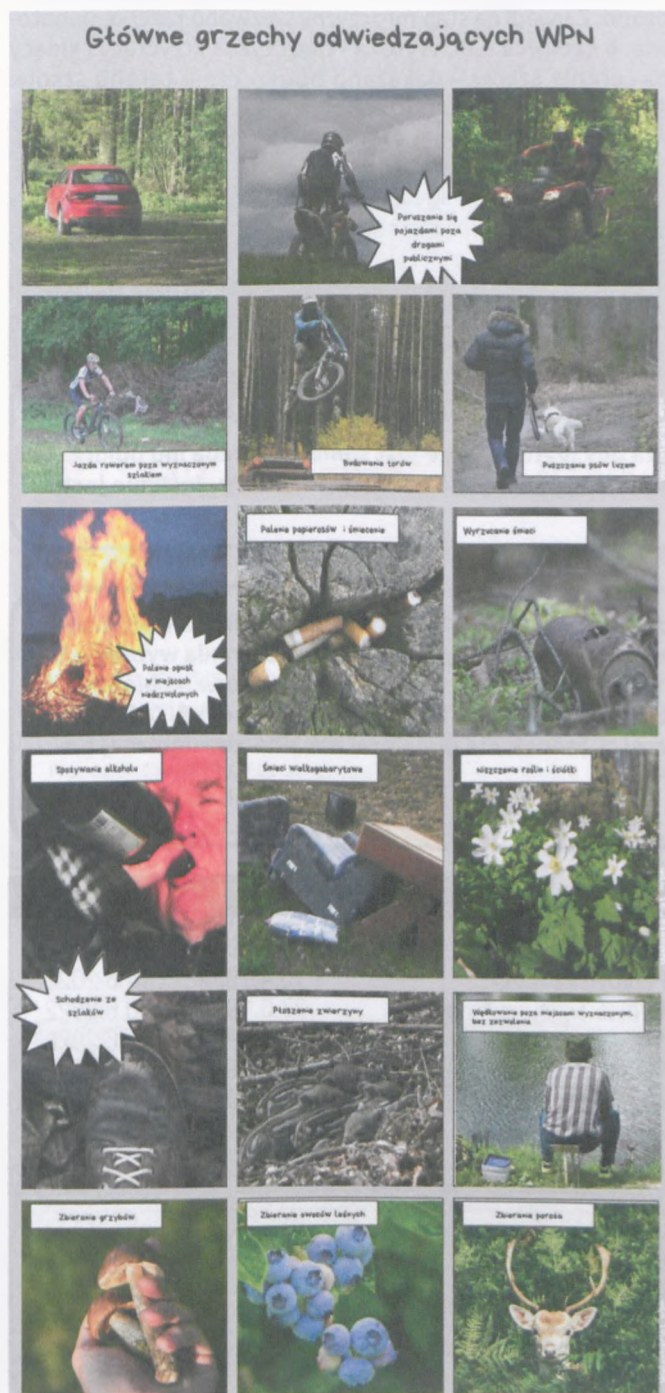 Główne grzechy odwiedzających WPN
Poruszanie się
pojazdami poza
drogami
publicznymi
Jazda rowerem poza wyznaczonym
szlakiem
Budowanie torów
Puszczanie psów luzem
Palenie ognisk
w miejscach
niedozwolonych
Palenie papierosów i śmiecenie
Wyrzucanie śmieci
Spożywanie alkoholu
Śmieci wielkogabarytowe
Niszczenie roślin i ściółki
Schodzenie ze
szlaków
Płoszenie zwierzyny
Wędkowanie poza miejscami wyznaczonymi,
bez zezwolenia
Zbieranie grzybów
Zbieranie owoców leśnych
Zbieranie poroża